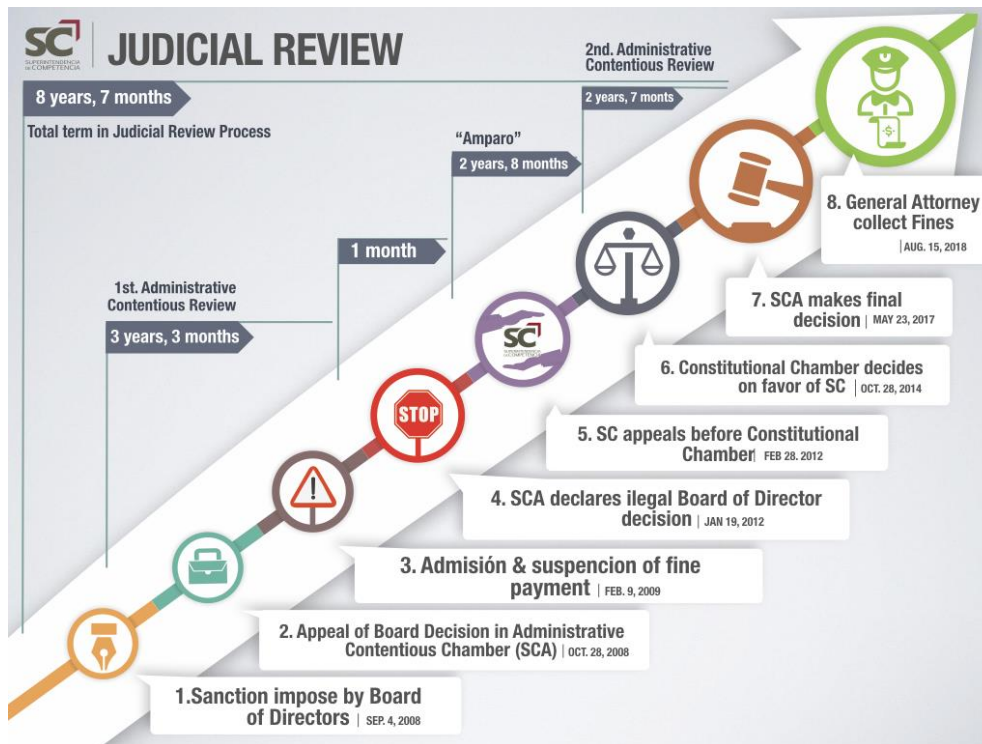 SC
SUPERINTENDENCIA
DE COMPETENCIA
JUDICIAL REVIEW
8 years, 7 months
Total term in Judicial Review Process
1st. Administrative
Contentious Review
3 years, 3 months
1 month
“Amparo”
2 years, 8 months
2nd. Administrative
Contentious Review
2 years, 7 monts
STOP
SC
SUPERINTENDENCIA
DE COMPETENCIA
$
8. General Attorney
collect Fines
| AUG. 15, 2018
7. SCA makes final
decision | MAY 23, 2017
6. Constitutional Chamber decides
on favor of SC | OCT. 28, 2014
5. SC appeals before Constitutional
Chamber| FEB 28. 2012
4. SCA declares ilegal Board of Director
decision | JAN 19, 2012
3. Admisión & suspencion of fine
payment | FEB. 9, 2009
2. Appeal of Board Decision in Administrative
Contentious Chamber (SCA) | OCT. 28, 2008
1.Sanction impose by Board
of Directors | SEP. 4, 2008